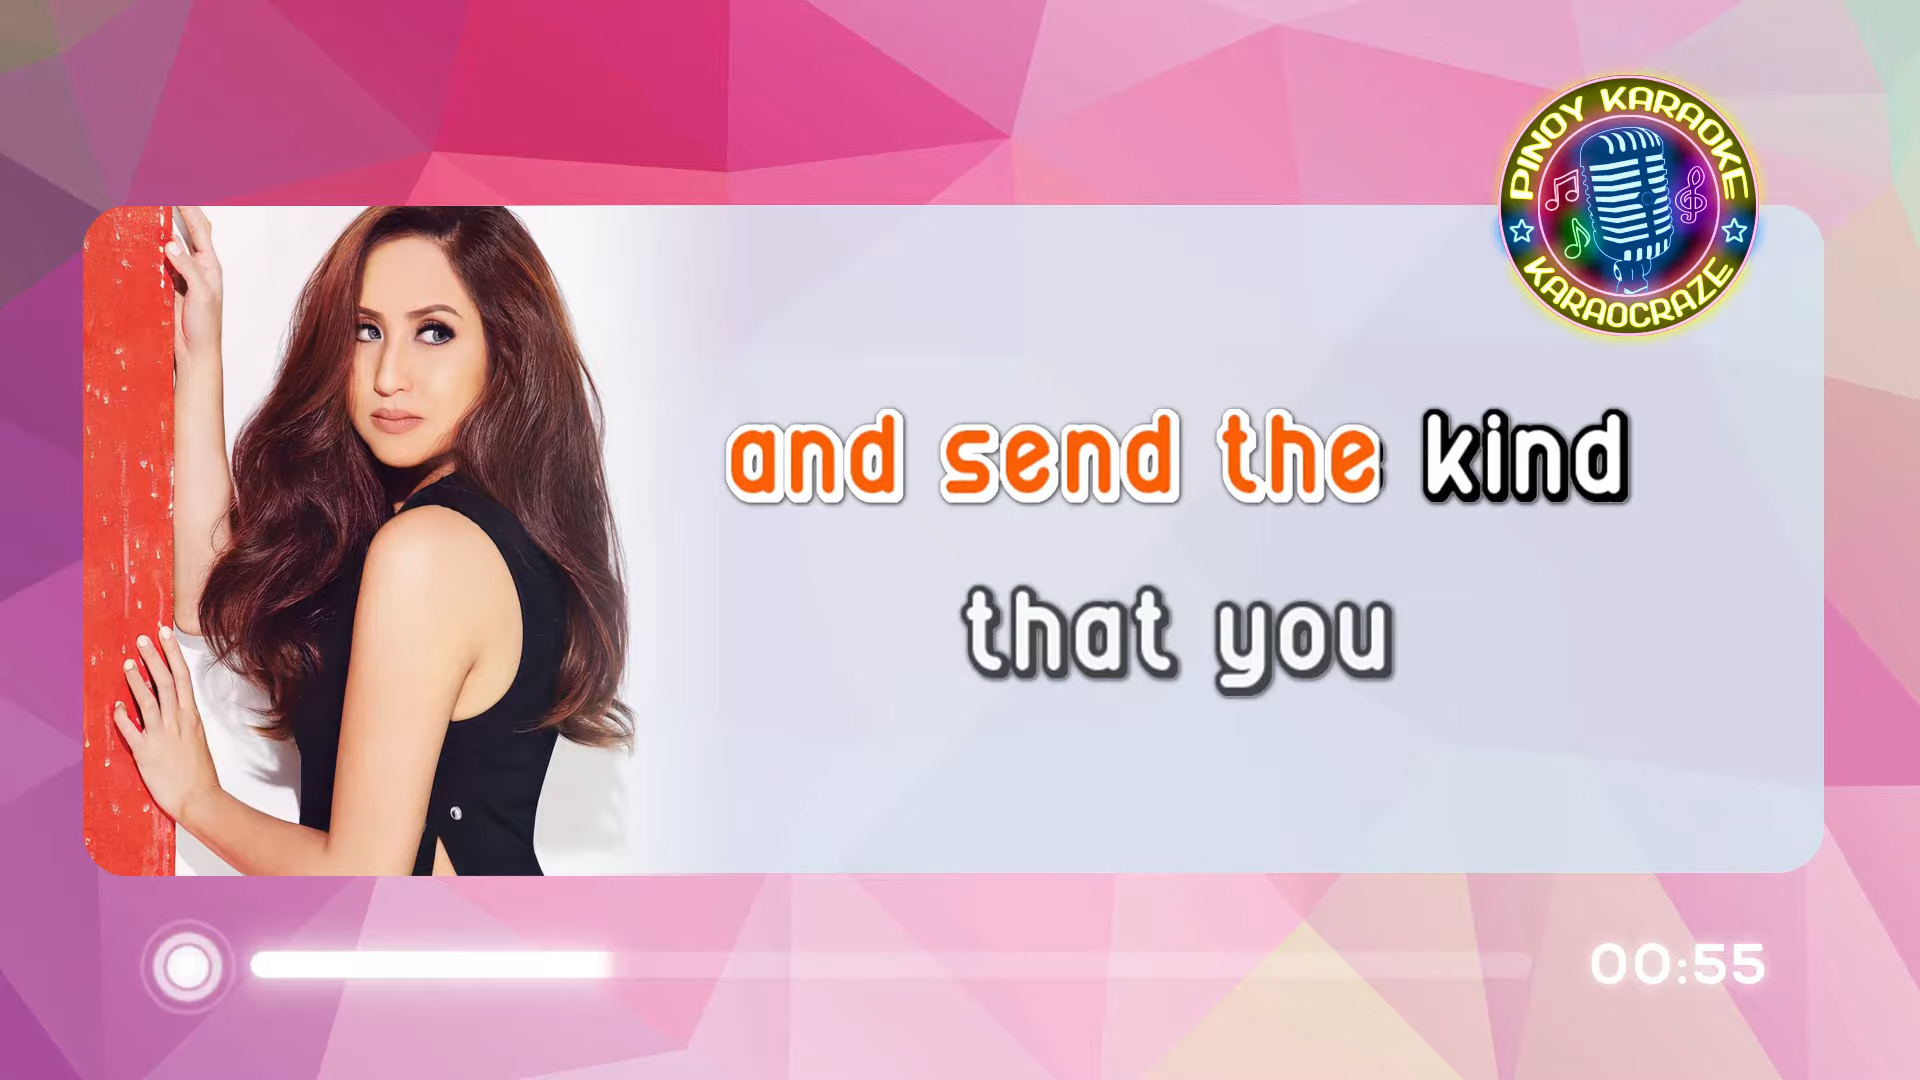 PINOY KARAOKE
KARAOCRAZE
and send the kind
that you
00:55